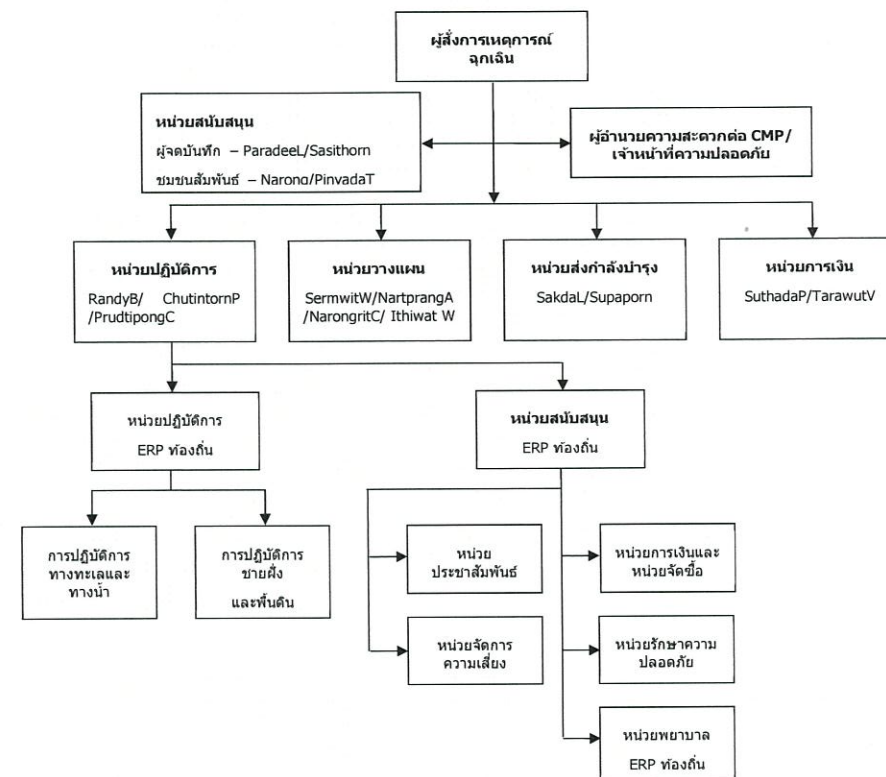 ผู้สั่งการเหตุการณ์
ฉุกเฉิน
หน่วยสนับสนุน
ผู้จดบันทึก – ParadeeL/Sasithorn
ชุมชนสัมพันธ์ – Narong/PinvadaT
ผู้อำนวยความสะดวกต่อ CMP/
เจ้าหน้าที่ความปลอดภัย
หน่วยปฏิบัติการ
RandyB/ ChutintornP
/PrudtipongC
หน่วยวางแผน
SermwitW/NartprangA
/NarongritC/ Ithiwat W
หน่วยส่งกำลังบำรุง
SakdaL/Supaporn
หน่วยการเงิน
SuthadaP/TarawutV
หน่วยปฏิบัติการ
ERP ท้องถิ่น
หน่วยสนับสนุน
ERP ท้องถิ่น
การปฏิบัติการ
ทางทะเลและ
ทางน้ำ
การปฏิบัติการ
ชายฝั่ง
และพื้นดิน
หน่วย
ประชาสัมพันธ์
หน่วยการเงินและ
หน่วยจัดซื้อ
หน่วยจัดการ
ความเสี่ยง
หน่วยรักษาความ
ปลอดภัย
หน่วยพยาบาล
ERP ท้องถิ่น